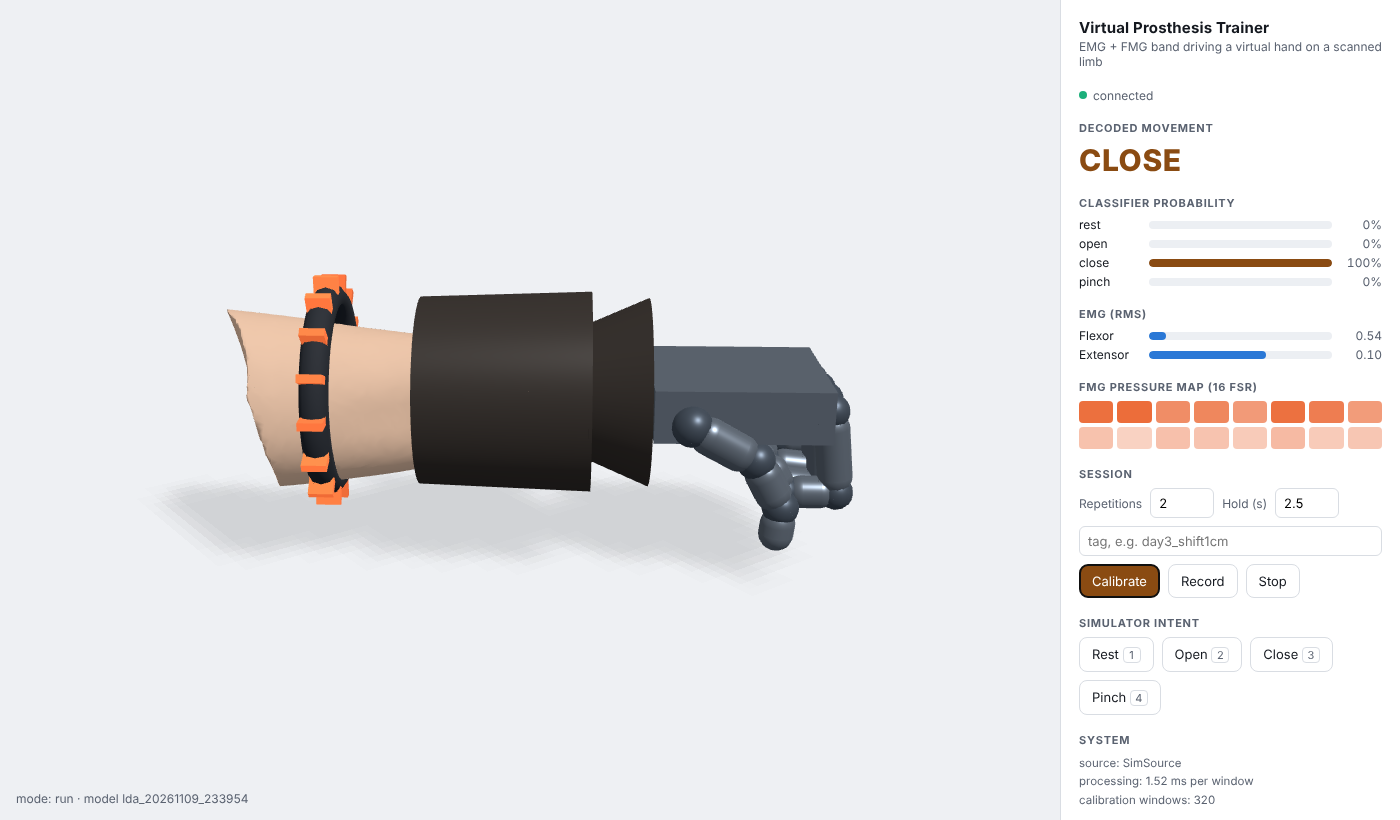 Virtual Prosthesis Trainer
EMG + FMG band driving a virtual hand on a scanned
limb
connected
DECODED MOVEMENT
CLOSE
CLASSIFIER PROBABILITY
rest 0%
open 0%
close 100%
pinch 0%
EMG (RMS)
Flexor 0.54
Extensor 0.10
FMG PRESSURE MAP (16 FSR)
SESSION
Repetitions 2 Hold (s) 2.5
tag, e.g. day3_shift1cm
Calibrate Record Stop
SIMULATOR INTENT
Rest 1 Open 2 Close 3
Pinch 4
SYSTEM
source: SimSource
processing: 1.52 ms per window
calibration windows: 320
mode: run · model lda_20261109_233954